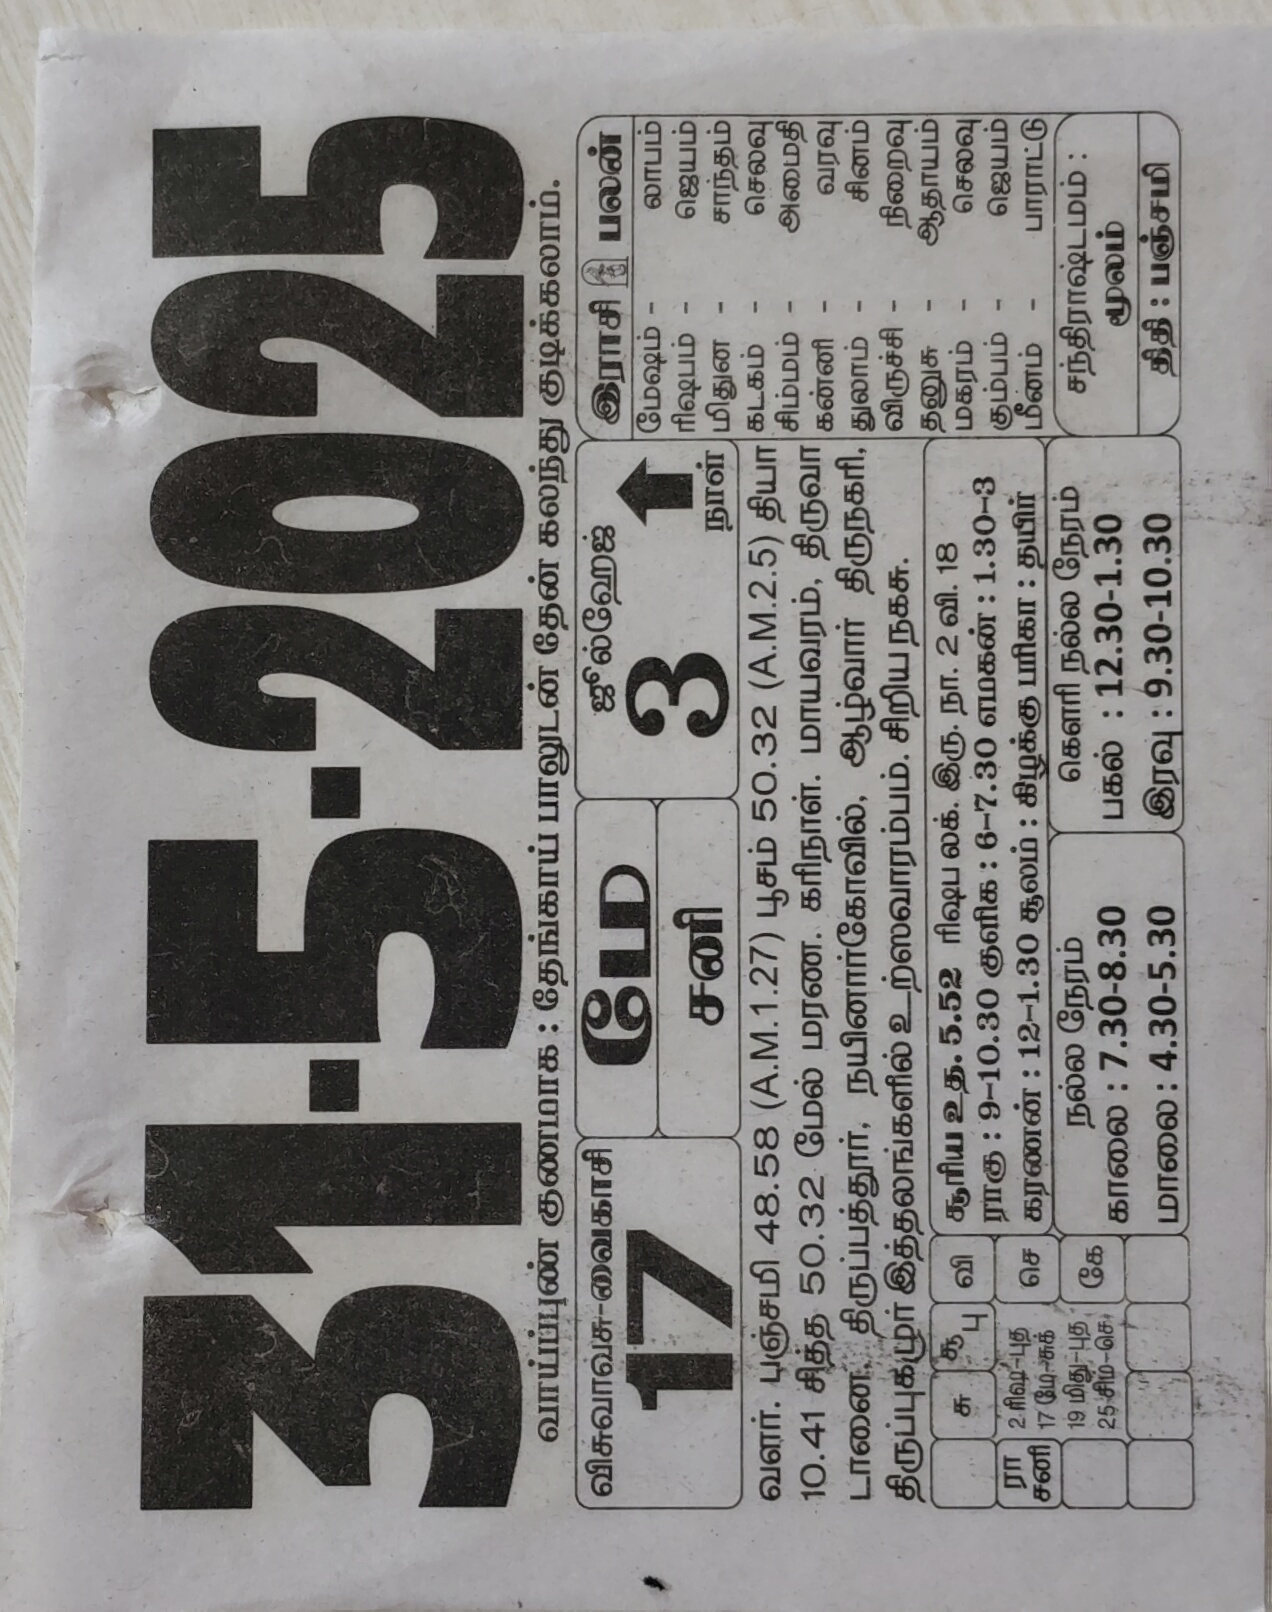 31-5-2025
வாய்ப்புண் குணமாக : தேங்காய் பாலுடன் தேன் கலந்து குடிக்கலாம்.
விசுவாவசு-வைகாசி
17
மே
சனி
ஜூல்ஹேஜ்
3
நாள்
வளர். பஞ்சமி 48.58 (A.M.1.27) பூசம் 50.32 (A.M.2.5) தியா
10.41 சித்த 50.32 மேல் மரண. கரிநாள். மாயவரம், திருவா
டானை, திருப்பத்தூர், நயினார்கோவில், ஆழ்வார் திருநகரி,
திருப்புகழூர் இத்தலங்களில் உற்ஸவாரம்பம். சிறிய நகசு.
இராசி பலன்
மேஷம் - லாபம்
ரிஷபம் - ஜெயம்
மிதுன - சாந்தம்
கடகம் - செலவு
சிம்மம் - அமைதி
கன்னி - வரவு
துலாம் - சினம்
விருச்சி - நிறைவு
தனுசு - ஆதாயம்
மகரம் - செலவு
கும்பம் - ஜெயம்
மீனம் - பாராட்டு
சந்திராஷ்டமம் :
மூலம்
திதி : பஞ்சமி
சூரிய உத. 5.52 ரிஷப லக். இரு. நா. 2 வி. 18
ராகு : 9-10.30 குளிக : 6-7.30 எமகன் : 1.30-3
கரணன் : 12-1.30 சூலம் : கிழக்கு பரிகா : தயிர்
நல்ல நேரம்
காலை : 7.30-8.30
மாலை : 4.30-5.30
கௌரி நல்ல நேரம்
பகல் : 12.30-1.30
இரவு : 9.30-10.30
சு
சூ பு
வி
ரா சனி
2.ரிஷ-புத
17 மே-சுக்
செ
19 மிது-புத
25-சிம-செ
கே